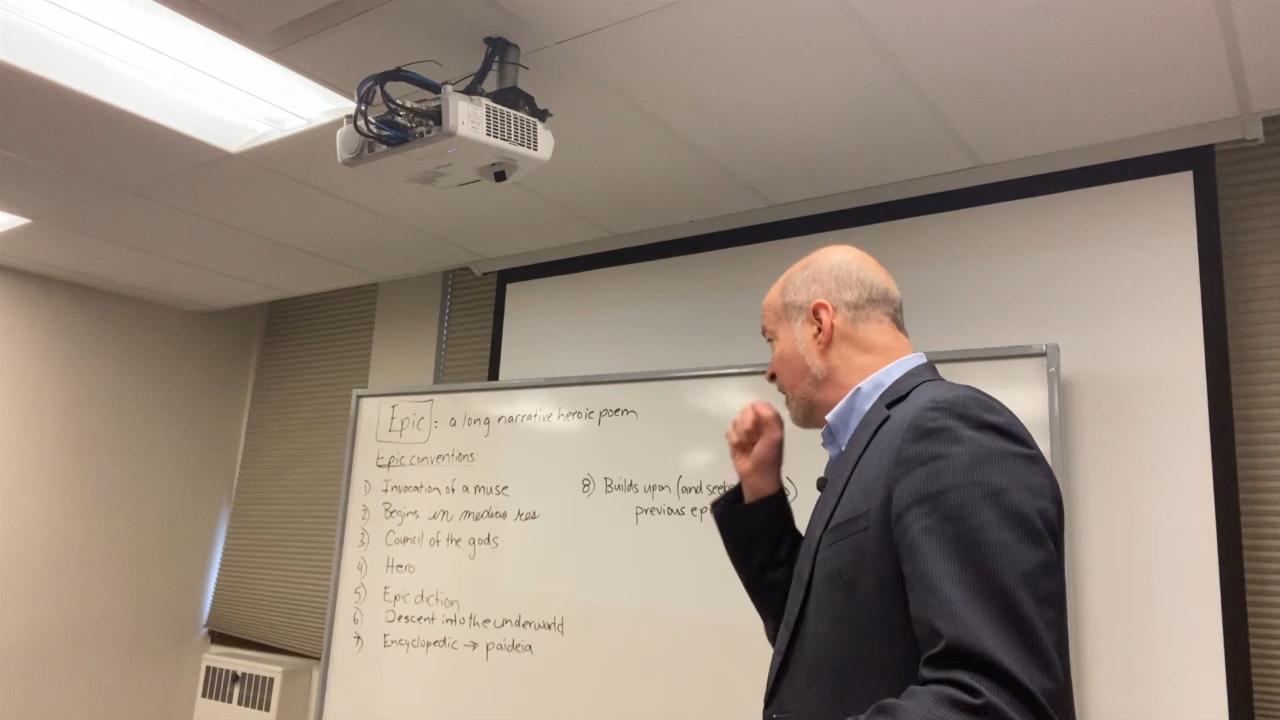 Epic: a long narrative heroic poem
Epic conventions:
1) Invocation of a muse
2) Begins in medias res
3) Council of the gods
4) Hero
5) Epic diction
6) Descent into the underworld
7) Encyclopedic → paideia
8) Builds upon (and
previous